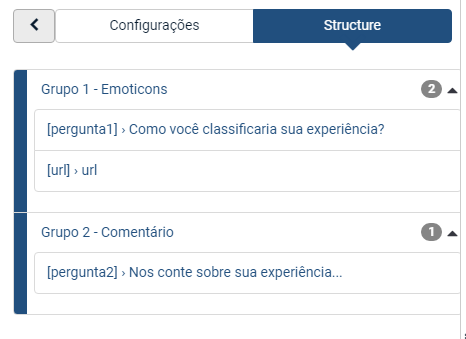 Configurações
Structure
Grupo 1 - Emoticons
2
[pergunta1] › Como você classificaria sua experiência?
[url] › url
Grupo 2 - Comentário
1
[pergunta2] › Nos conte sobre sua experiência...